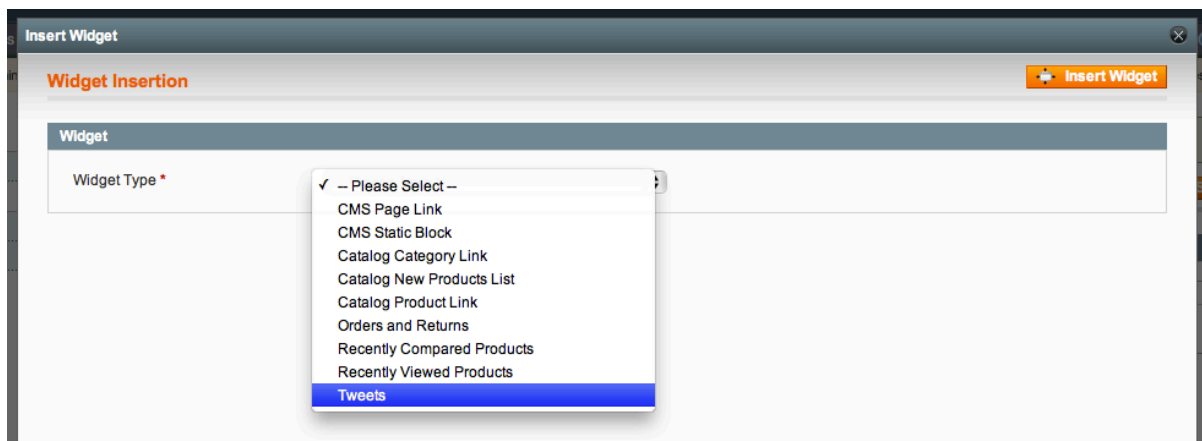 Insert Widget
Widget Insertion
Insert Widget
Widget
Widget Type *
✓ -- Please Select --
CMS Page Link
CMS Static Block
Catalog Category Link
Catalog New Products List
Catalog Product Link
Orders and Returns
Recently Compared Products
Recently Viewed Products
Tweets